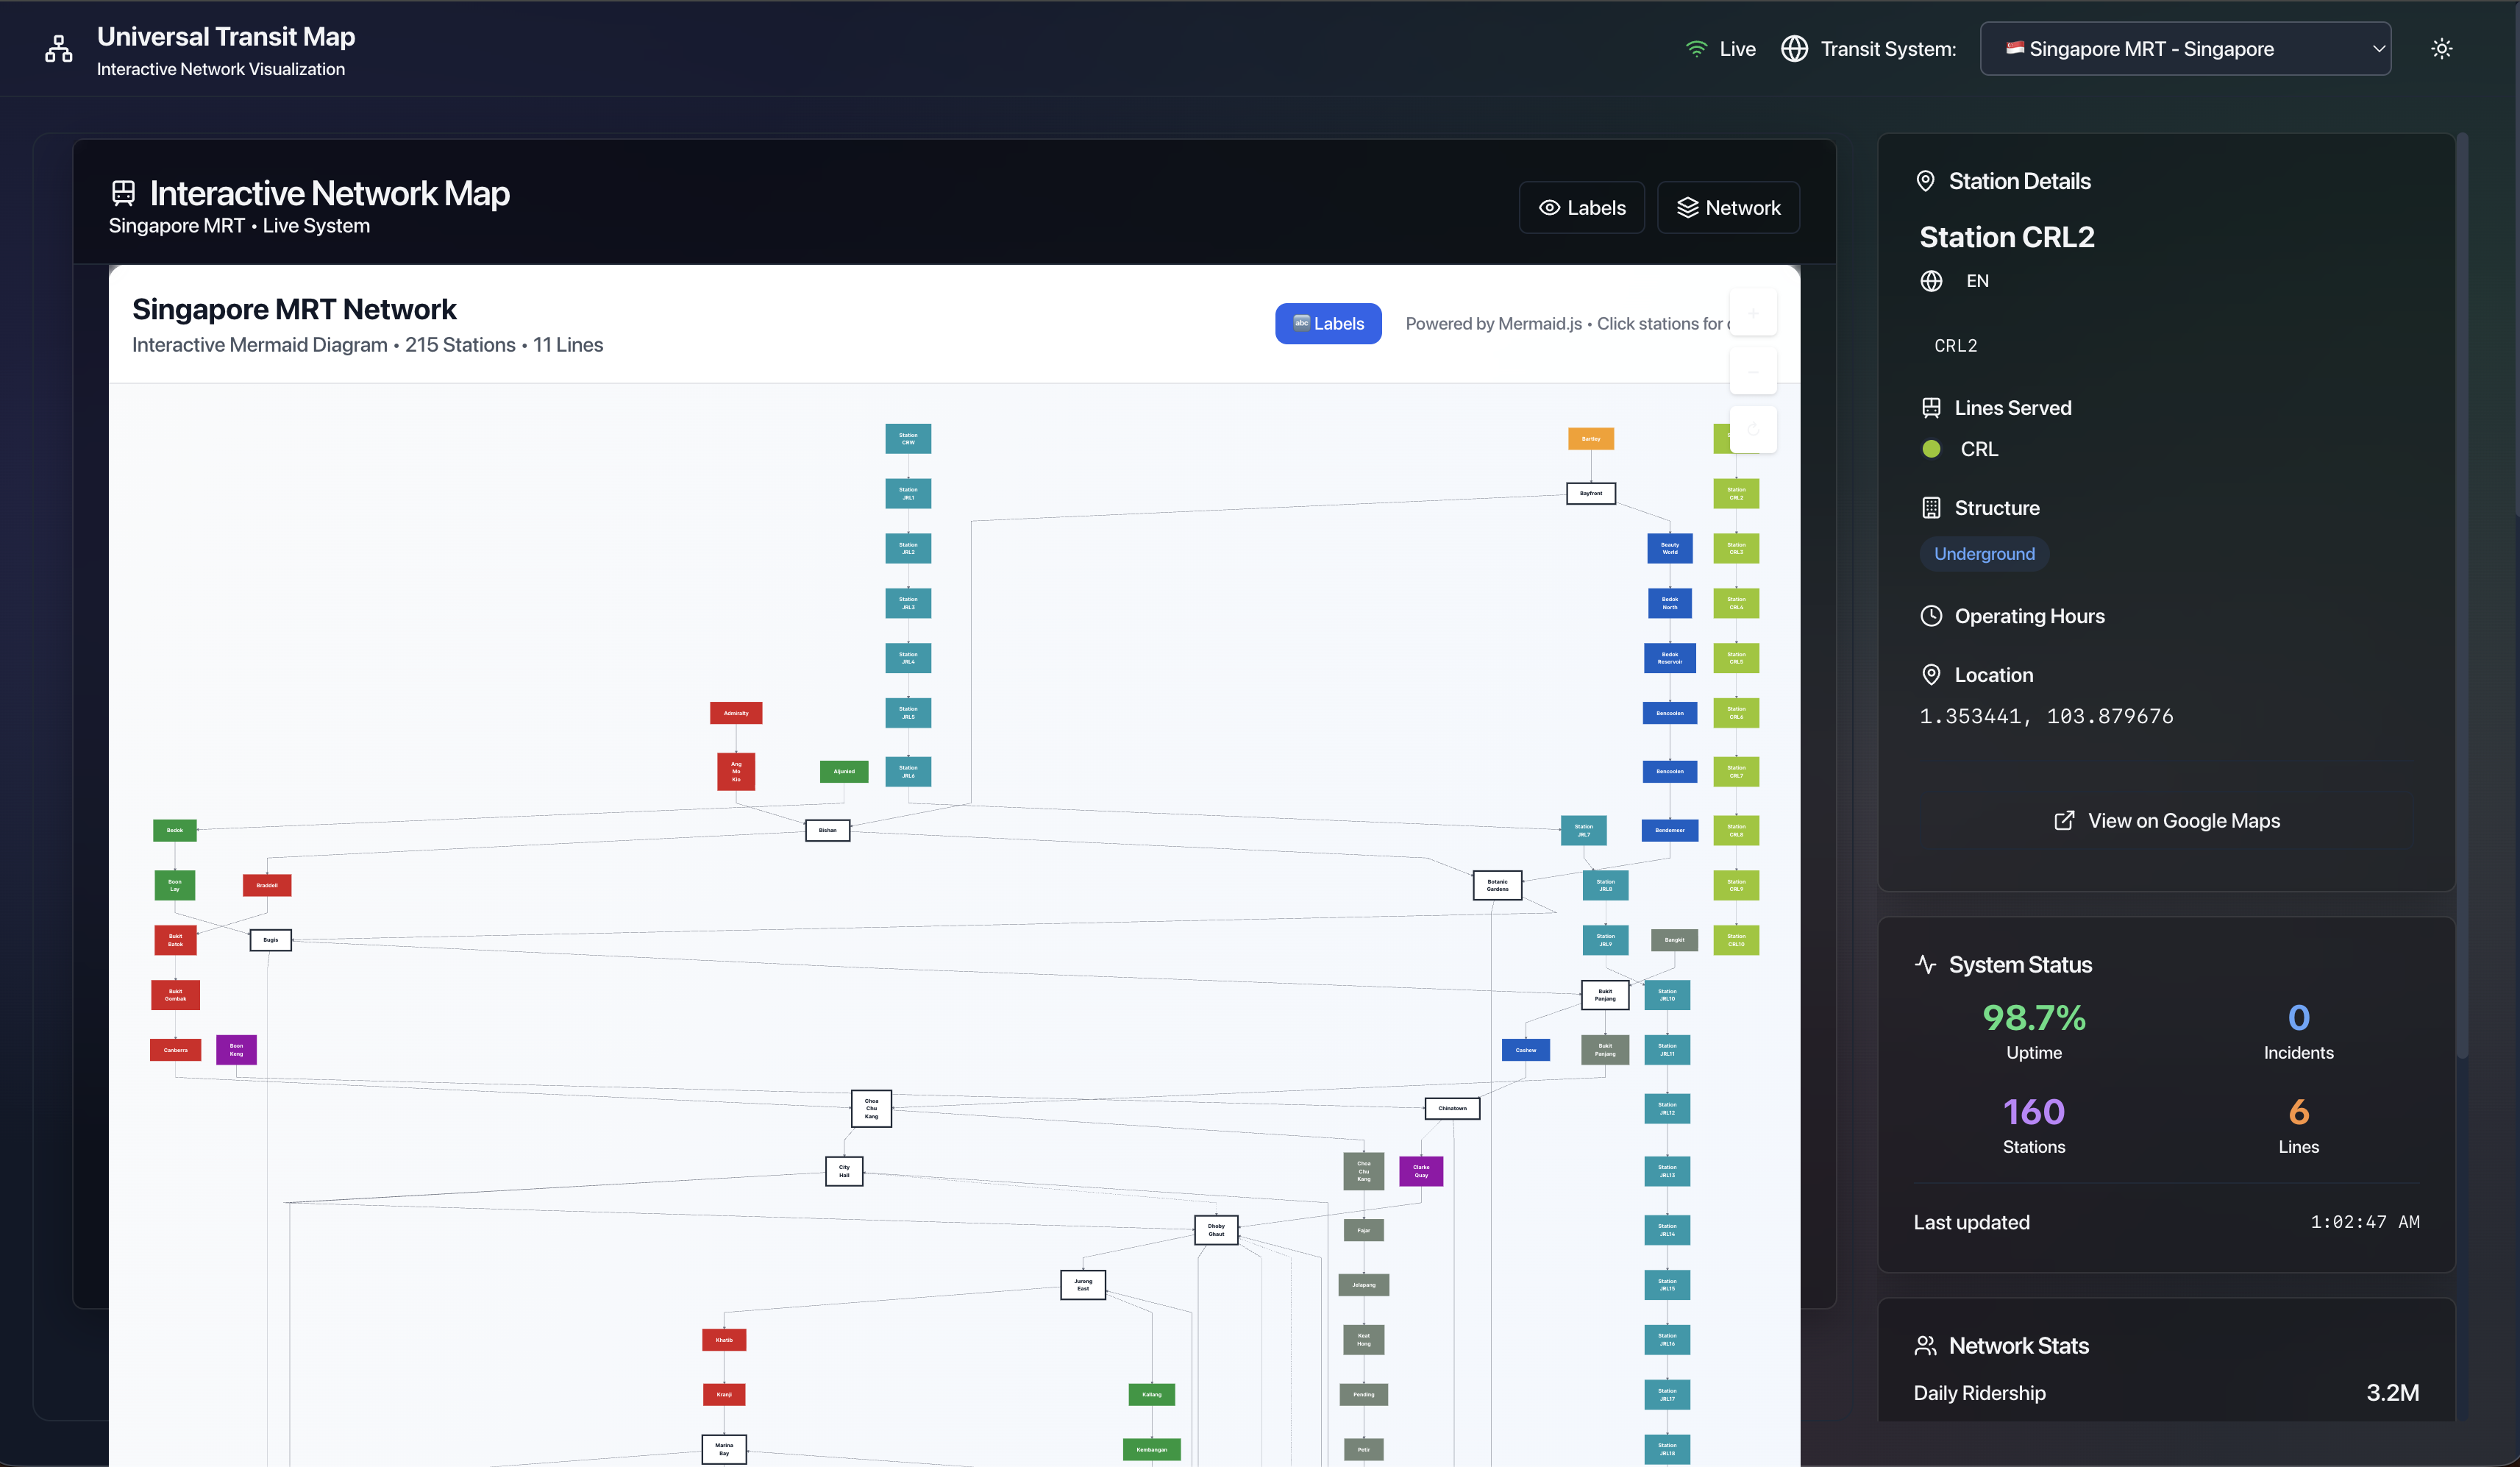 Universal Transit Map
Interactive Network Visualization
Live
Transit System:
🇸🇬 Singapore MRT - Singapore
Interactive Network Map
Singapore MRT • Live System
Labels
Network
Singapore MRT Network
Interactive Mermaid Diagram • 215 Stations • 11 Lines
abc Labels
Powered by Mermaid.js • Click stations for
+
−
Station
CRW
Bartley
Station
JRL1
Bayfront
Station
CRL2
Station
JRL2
Beauty
World
Station
CRL3
Station
JRL3
Bedok
North
Station
CRL4
Station
JRL4
Bedok
Reservoir
Station
CRL5
Admiralty
Station
JRL5
Bencoolen
Station
CRL6
Ang
Mo
Kio
Aljunied
Station
JRL6
Bencoolen
Station
CRL7
Bedok
Bishan
Station
JRL7
Bendemeer
Station
CRL8
Boon
Lay
Braddell
Botanic
Gardens
Station
JRL8
Station
CRL9
Bukit
Batok
Bugis
Station
JRL9
Bangkit
Station
CRL10
Bukit
Gombak
Bukit
Panjang
Station
JRL10
Canberra
Boon
Keng
Cashew
Bukit
Panjang
Station
JRL11
Choa
Chu
Kang
Chinatown
Station
JRL12
City
Hall
Choa
Chu
Kang
Clarke
Quay
Station
JRL13
Dhoby
Ghaut
Fajar
Station
JRL14
Jurong
East
Jelapang
Station
JRL15
Khatib
Keat
Hong
Station
JRL16
Kranji
Kallang
Pending
Station
JRL17
Marina
Bay
Kembangan
Petir
Station
JRL18
Station Details
Station CRL2
EN
CRL2
Lines Served
CRL
Structure
Underground
Operating Hours
Location
1.353441, 103.879676
View on Google Maps
System Status
98.7%
Uptime
0
Incidents
160
Stations
6
Lines
Last updated
1:02:47 AM
Network Stats
Daily Ridership
3.2M